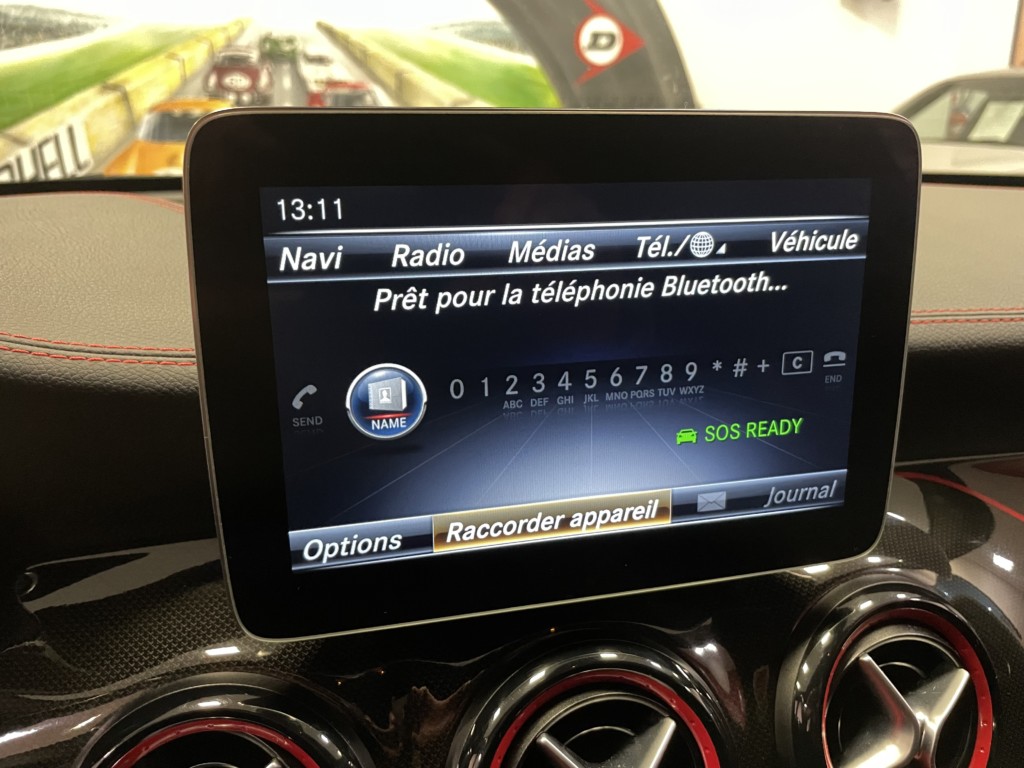 D
SHELL
13:11
Navi Radio Médias Tél./ Véhicule
Prêt pour la téléphonie Bluetooth...
SEND NAME 0 1 2 3 4 5 6 7 8 9 * # + C END
ABC DEF GHI JKL MNO PQRS TUV WXYZ
SOS READY
Options Raccorder appareil Journal